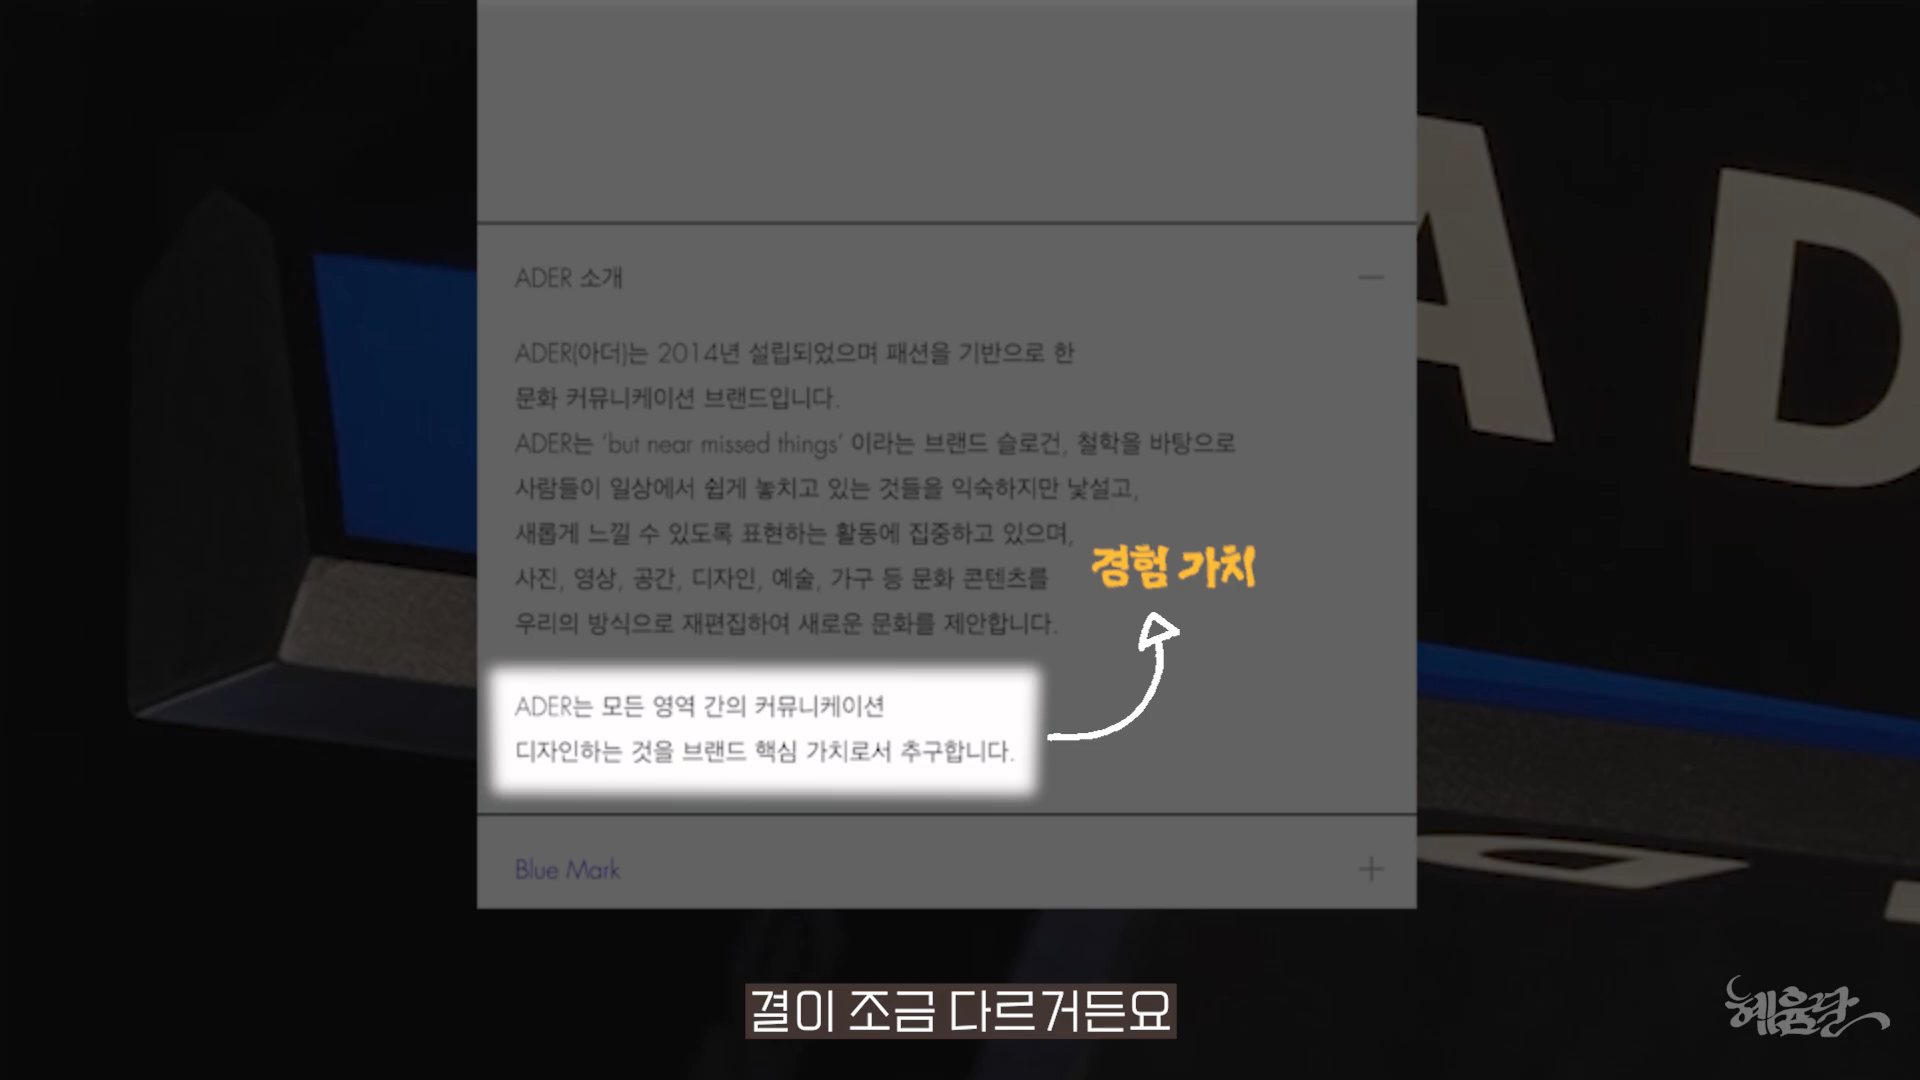 ADER 소개
ADER(아더)는 2014년 설립되었으며 패션을 기반으로 한
문화 커뮤니케이션 브랜드입니다.
ADER는 ‘but near missed things’ 이라는 브랜드 슬로건, 철학을 바탕으로
사람들이 일상에서 쉽게 놓치고 있는 것들을 익숙하지만 낯설고,
새롭게 느낄 수 있도록 표현하는 활동에 집중하고 있으며,
사진, 영상, 공간, 디자인, 예술, 가구 등 문화 콘텐츠를
우리의 방식으로 재편집하여 새로운 문화를 제안합니다.
경험 가치
ADER는 모든 영역 간의 커뮤니케이션
디자인하는 것을 브랜드 핵심 가치로서 추구합니다.
Blue Mark
AD
결이 조금 다르거든요
혜윰달